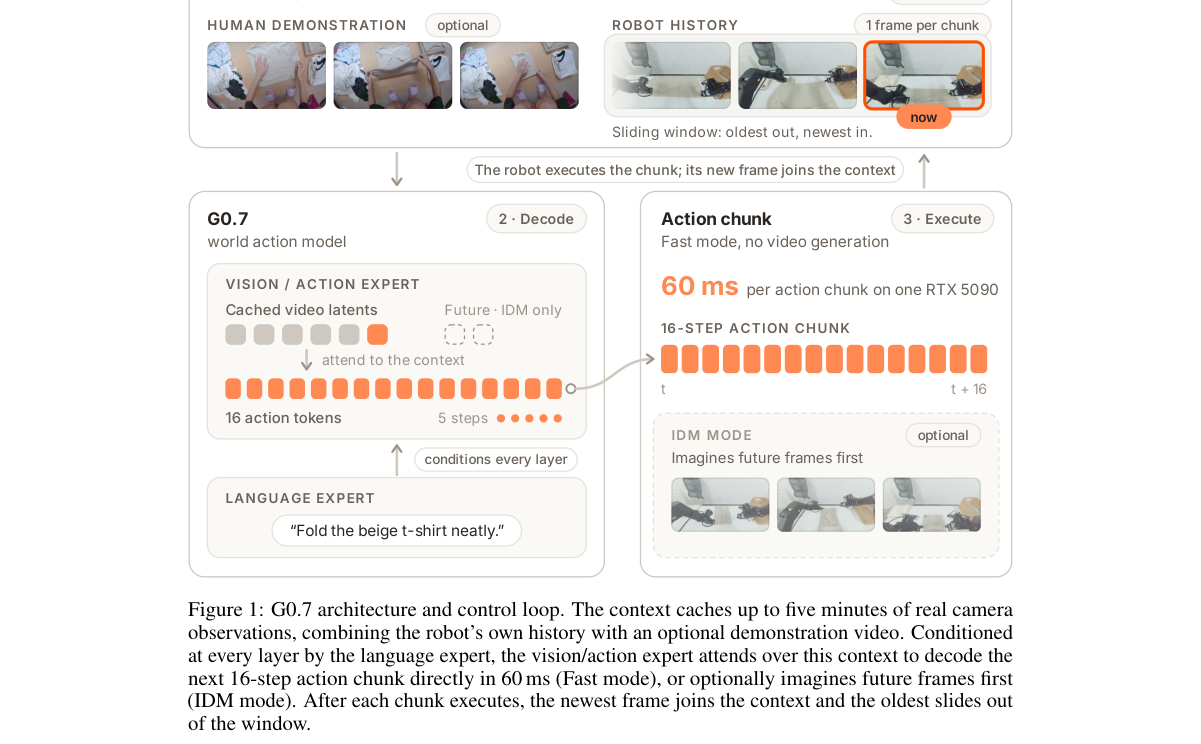 HUMAN DEMONSTRATION optional
ROBOT HISTORY 1 frame per chunk
now
Sliding window: oldest out, newest in.
The robot executes the chunk; its new frame joins the context
G0.7 2 · Decode
world action model
VISION / ACTION EXPERT
Cached video latents Future · IDM only
attend to the context
16 action tokens 5 steps
conditions every layer
LANGUAGE EXPERT
“Fold the beige t-shirt neatly.”
Action chunk 3 · Execute
Fast mode, no video generation
60 ms per action chunk on one RTX 5090
16-STEP ACTION CHUNK
t t + 16
IDM MODE optional
Imagines future frames first
Figure 1: G0.7 architecture and control loop. The context caches up to five minutes of real camera
observations, combining the robot’s own history with an optional demonstration video. Conditioned
at every layer by the language expert, the vision/action expert attends over this context to decode the
next 16-step action chunk directly in 60 ms (Fast mode), or optionally imagines future frames first
(IDM mode). After each chunk executes, the newest frame joins the context and the oldest slides out
of the window.